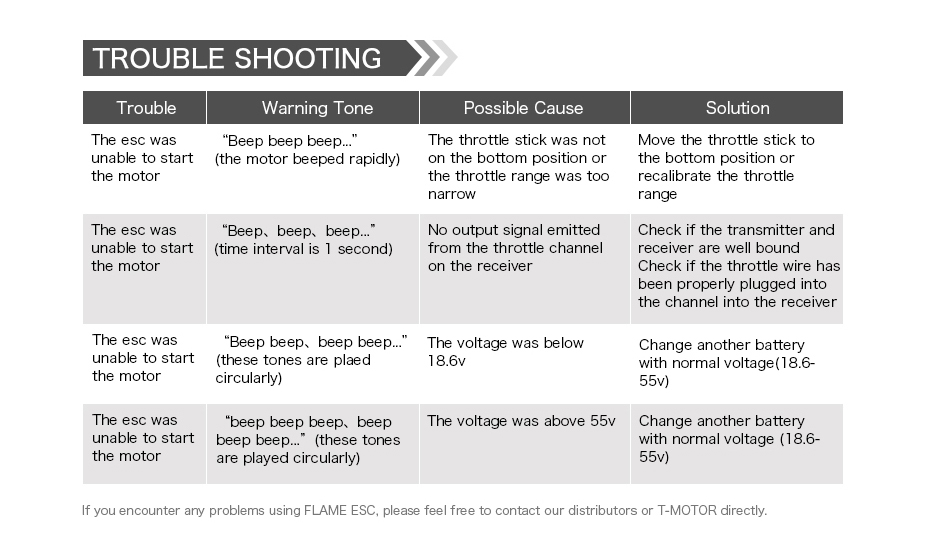 TROUBLE SHOOTING
Trouble
Warning Tone
Possible Cause
Solution
The esc was
unable to start
the motor
“Beep beep beep...”
(the motor beeped rapidly)
The throttle stick was not
on the bottom position or
the throttle range was too
narrow
Move the throttle stick to
the bottom position or
recalibrate the throttle
range
The esc was
unable to start
the motor
“Beep、beep、beep...”
(time interval is 1 second)
No output signal emitted
from the throttle channel
on the receiver
Check if the transmitter and
receiver are well bound
Check if the throttle wire has
been properly plugged into
the channel into the receiver
The esc was
unable to start
the motor
“Beep beep、beep beep...”
(these tones are plaed
circularly)
The voltage was below
18.6v
Change another battery
with normal voltage(18.6-
55v)
The esc was
unable to start
the motor
“beep beep beep、beep
beep beep...” (these tones
are played circularly)
The voltage was above 55v
Change another battery
with normal voltage (18.6-
55v)
If you encounter any problems using FLAME ESC, please feel free to contact our distributors or T-MOTOR directly.